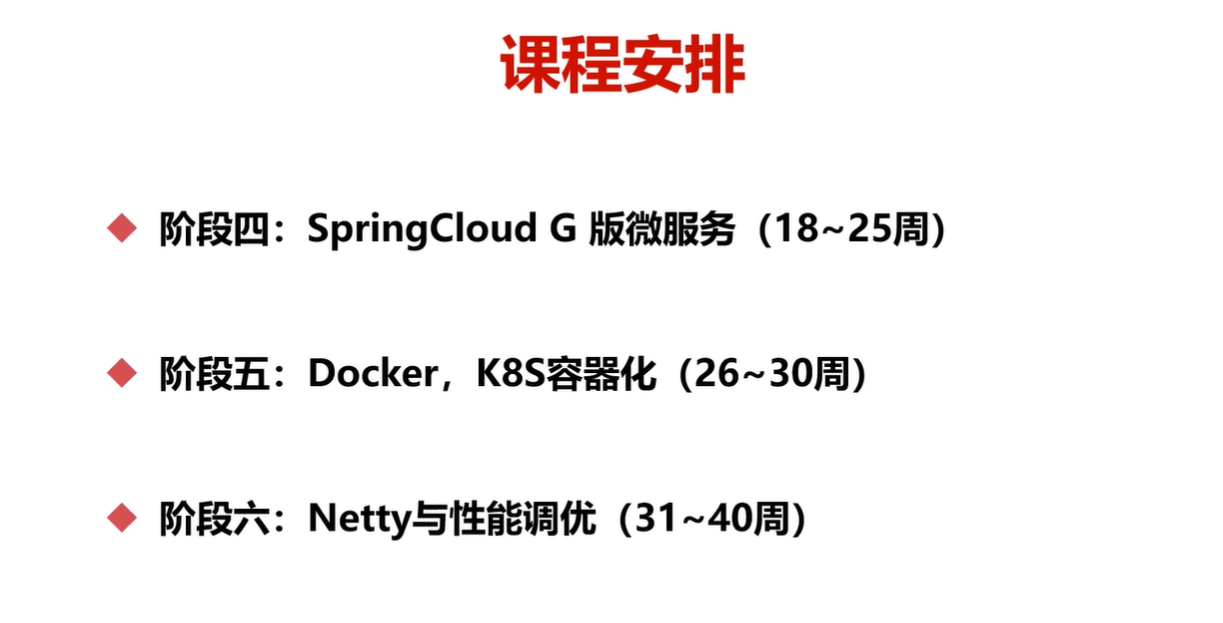 课程安排
阶段四：SpringCloud G 版微服务（18~25周）
阶段五：Docker，K8S容器化（26~30周）
阶段六：Netty与性能调优（31~40周）